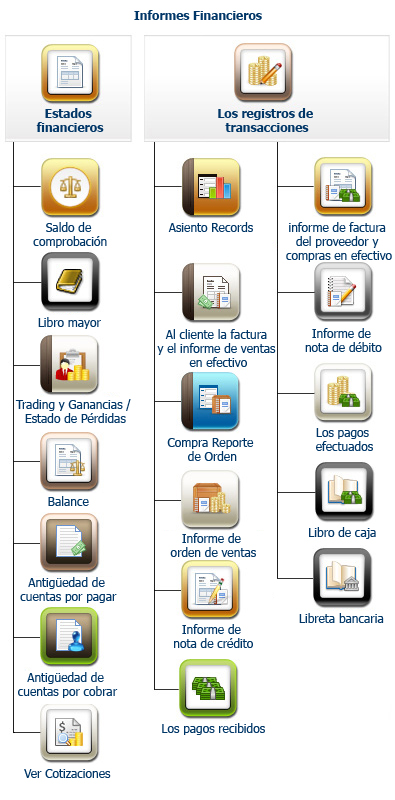 Informes Financieros
Estados
financieros
Los registros de
transacciones
Saldo de
comprobación
Libro mayor
Trading y Ganancias /
Estado de Pérdidas
Balance
Antigüedad de
cuentas por pagar
Antigüedad de
cuentas por cobrar
Ver Cotizaciones
Asiento Records
Al cliente la factura
y el informe de ventas
en efectivo
Compra Reporte
de Orden
Informe de
orden de ventas
Informe de
nota de crédito
Los pagos recibidos
informe de factura
del proveedor y
compras en efectivo
Informe de
nota de débito
Los pagos
efectuados
Libro de caja
Libreta bancaria